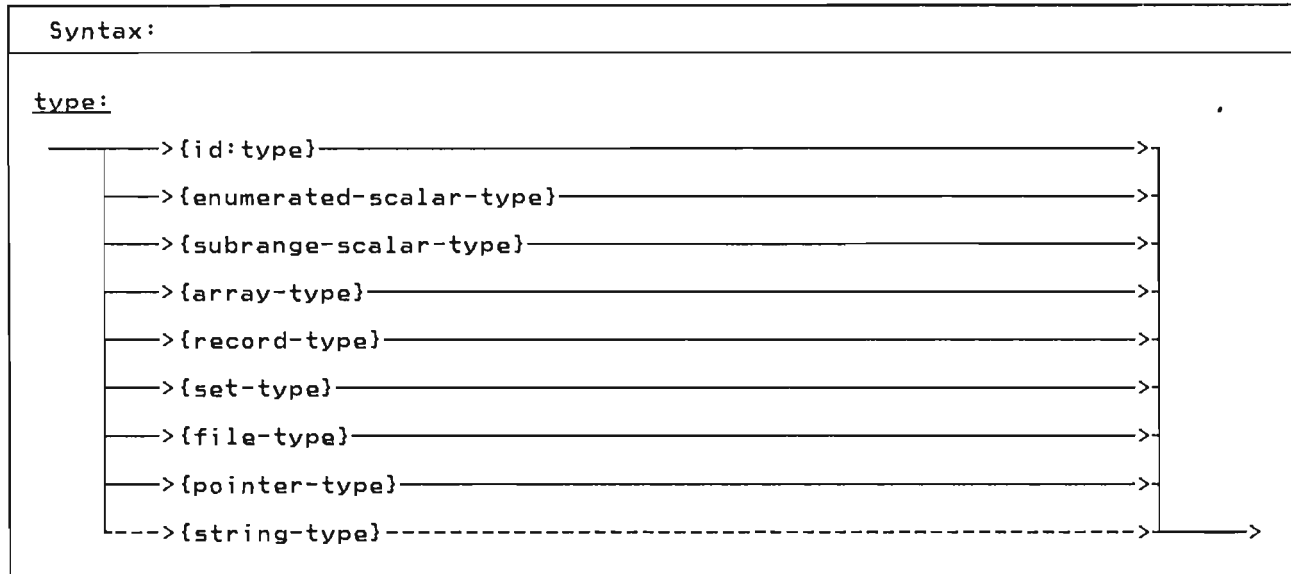 Syntax:
type:
{id:type}
{enumerated-scalar-type}
{subrange-scalar-type}
{array-type}
{record-type}
{set-type}
{file-type}
{pointer-type}
{string-type}